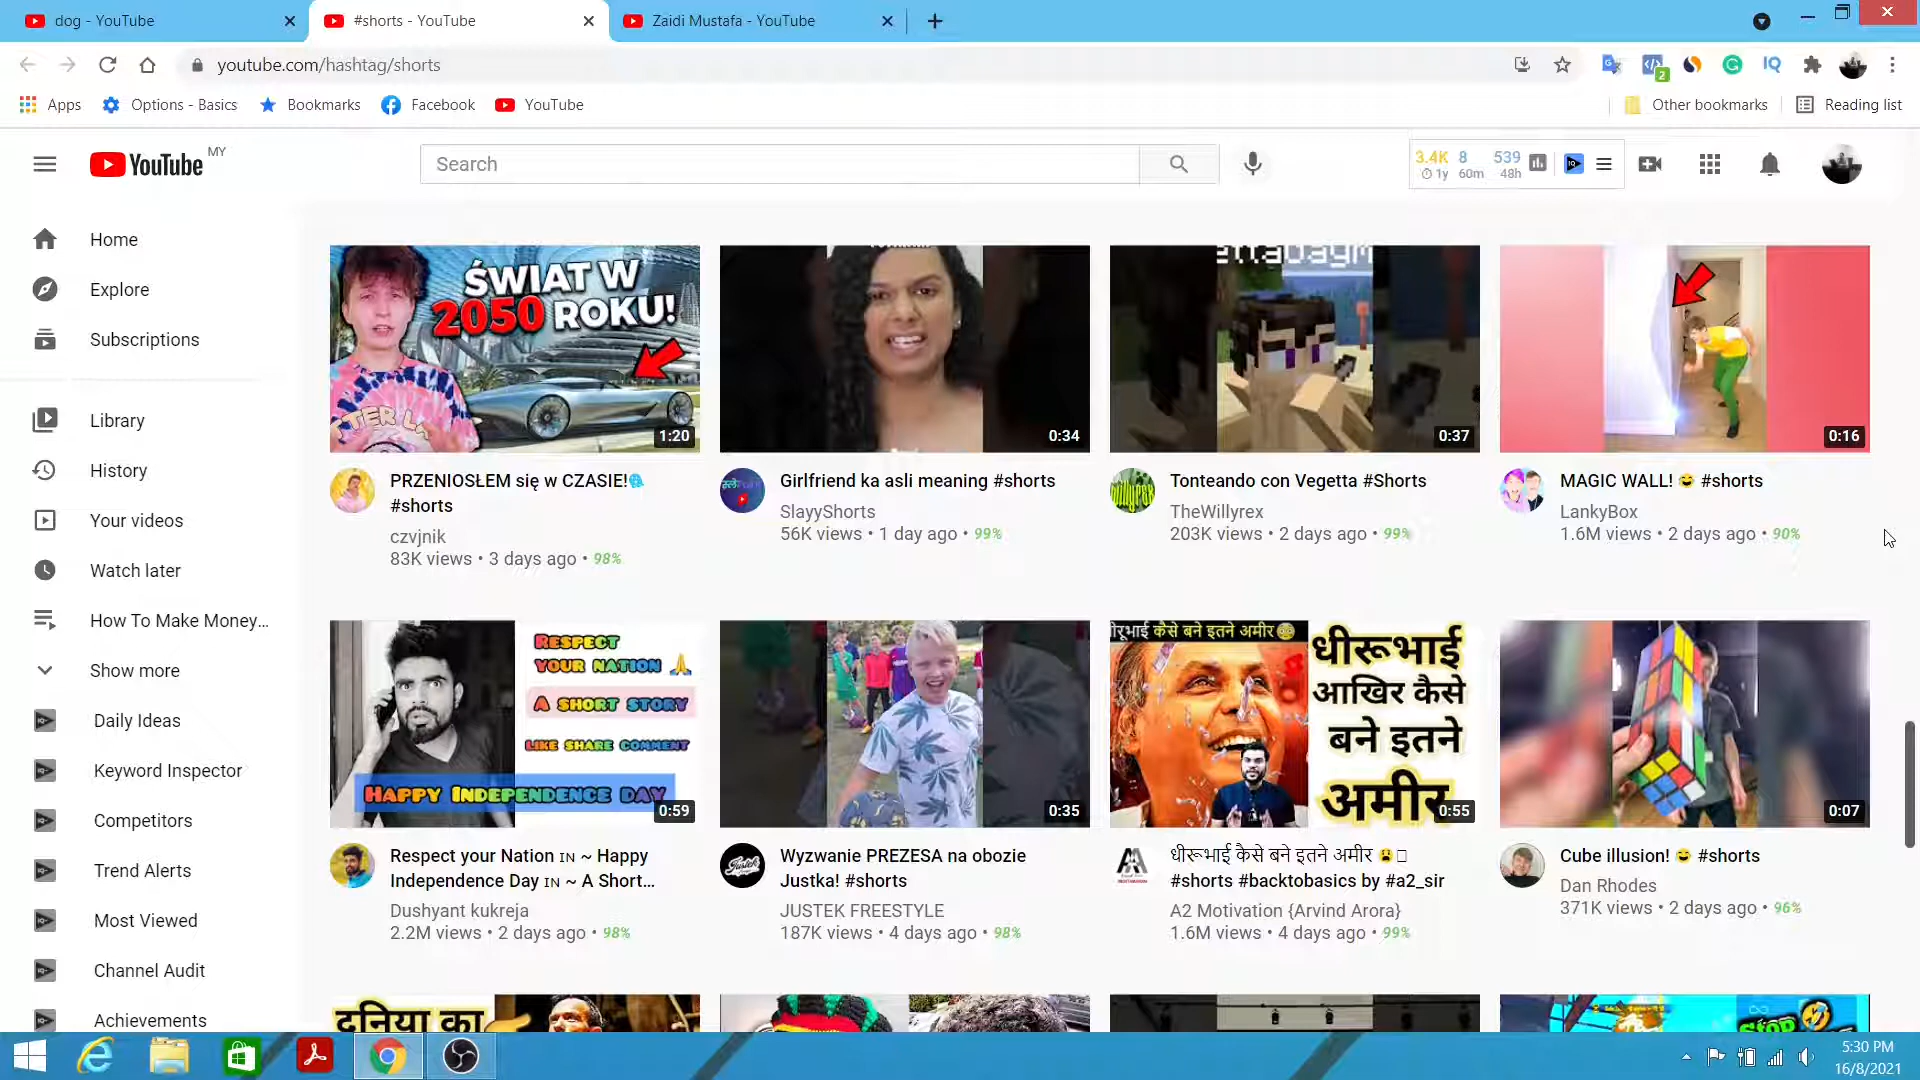 dog - YouTube
#shorts - YouTube
Zaidi Mustafa - YouTube
youtube.com/hashtag/shorts
2
IQ
Apps
Options - Basics
Bookmarks
Facebook
YouTube
Other bookmarks
Reading list
YouTube MY
Search
3.4K 8 539
1y 60m 48h
Home
Explore
Subscriptions
Library
History
Your videos
Watch later
How To Make Money...
Show more
Daily Ideas
Keyword Inspector
Competitors
Trend Alerts
Most Viewed
Channel Audit
Achievements
ŚWIAT W
2050 ROKU!
1:20
PRZENIOSŁEM się w CZASIE!
#shorts
czvjnik
83K views • 3 days ago • 98%
0:34
Girlfriend ka asli meaning #shorts
SlayyShorts
56K views • 1 day ago • 99%
0:37
Tonteando con Vegetta #Shorts
TheWillyrex
203K views • 2 days ago • 99%
0:16
MAGIC WALL! 😂 #shorts
LankyBox
1.6M views • 2 days ago • 90%
RESPECT
YOUR NATION 🙏
A SHORT STORY
LIKE SHARE COMMENT
HAPPY INDEPENDENCE DAY
0:59
Respect your Nation IN ~ Happy
Independence Day IN ~ A Short...
Dushyant kukreja
2.2M views • 2 days ago • 98%
0:35
Wyzwanie PREZESA na obozie
Justka! #shorts
JUSTEK FREESTYLE
187K views • 4 days ago • 98%
कैसे बने इतने अमीर
धीरूभाई
आखिर कैसे
बने इतने
अमीर
0:55
धीरूभाई कैसे बने इतने अमीर
#shorts #backtobasics by #a2_sir
A2 Motivation {Arvind Arora}
1.6M views • 4 days ago • 99%
0:07
Cube illusion! 😂 #shorts
Dan Rhodes
371K views • 2 days ago • 96%
दुनिया का
Stop
5:30 PM
16/8/2021